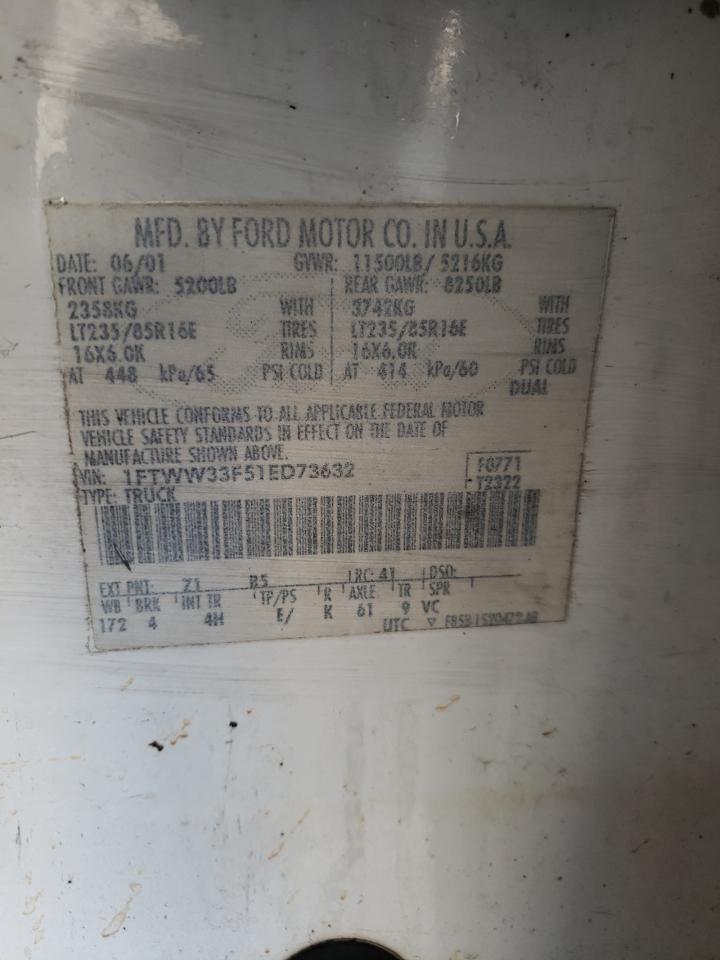 MFD. BY FORD MOTOR CO. IN U.S.A.
DATE: 06/01 GVWR: 11500LB/ 5216KG
FRONT GAWR: 5200LB REAR GAWR: 8250LB
2358KG WITH 3742KG WITH
LT235/85R16E TIRES LT235/85R16E TIRES
16X6.0K RIMS 16X6.0K RIMS
AT 448 kPa/65 PSI COLD AT 414 kPa/60 PSI COLD
DUAL
THIS VEHICLE CONFORMS TO ALL APPLICABLE FEDERAL MOTOR
VEHICLE SAFETY STANDARDS IN EFFECT ON THE DATE OF
MANUFACTURE SHOWN ABOVE.
VIN: 1FTWW33F51ED73632 F0771
TYPE: TRUCK T2322
EXT PNT: Z1 B5 RC: 41 DSO:
WB BRK INT TR TP/PS R AXLE TR SPR
172 4 4H E/ K 61 9 VC
UTC